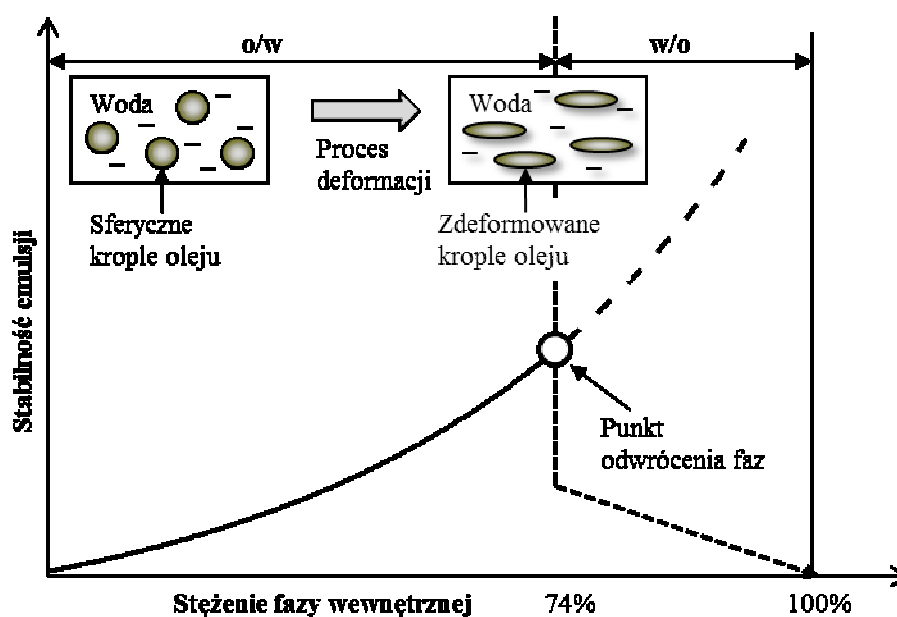 o/w
w/o
Woda
Woda
Proces
deformacji
Sferyczne
krople oleju
Zdeformowane
krople oleju
Stabilność emulsji
Punkt
odwrócenia faz
Stężenie fazy wewnętrznej
74%
100%